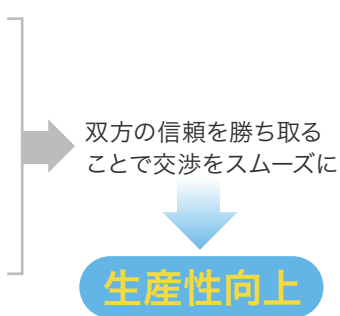 双方の信頼を勝ち取る
ことで交渉をスムーズに
生産性向上